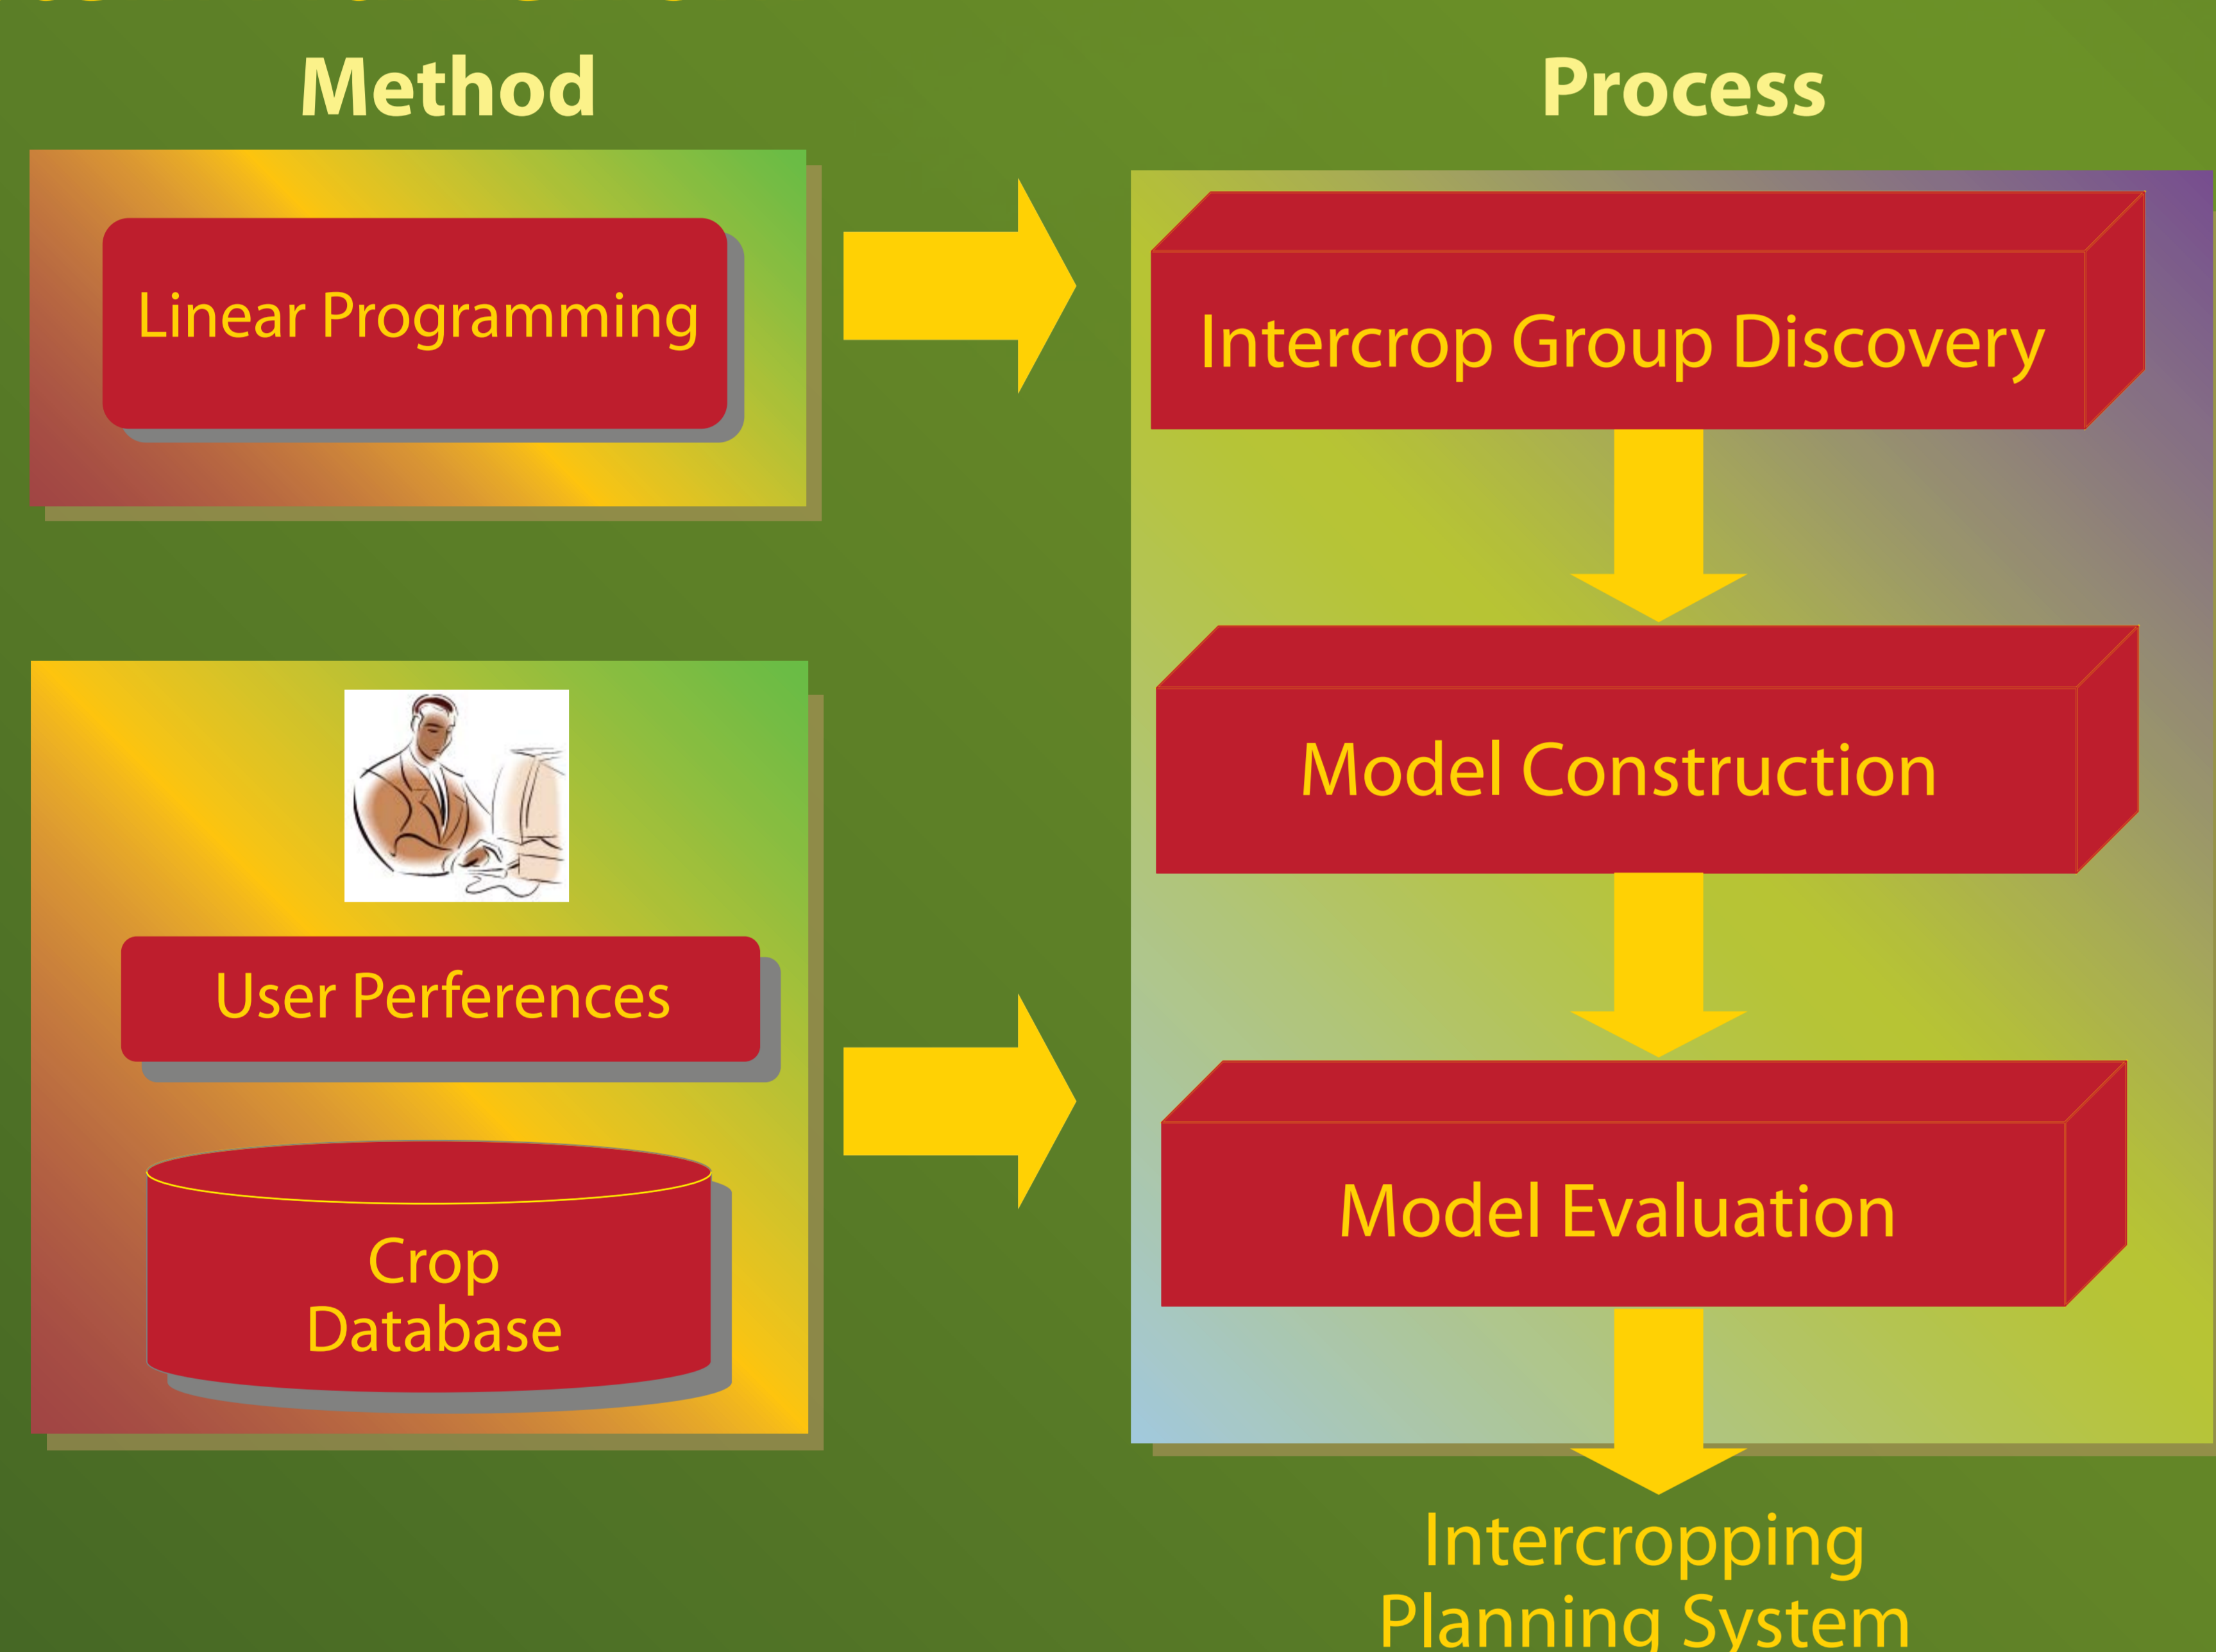 Method
Process
Linear Programming
Intercrop Group Discovery
Model Construction
User Perferences
Crop
Database
Model Evaluation
Intercropping
Planning System